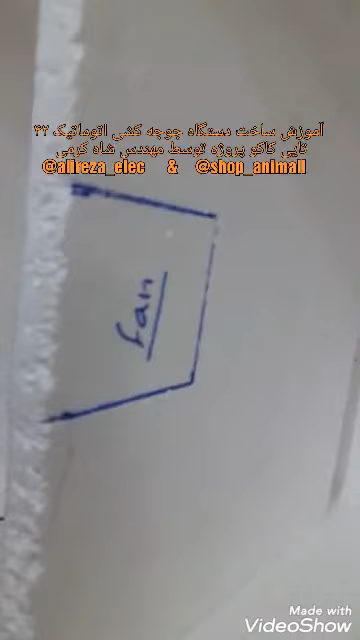 آموزش ساخت دستگاه جوجه کشی اتوماتیک ۴۲
تایی کاکو پروژه توسط مهندس شاه کرمی
@alireza_elec & @shop_animall
fan
Made with
VideoShow